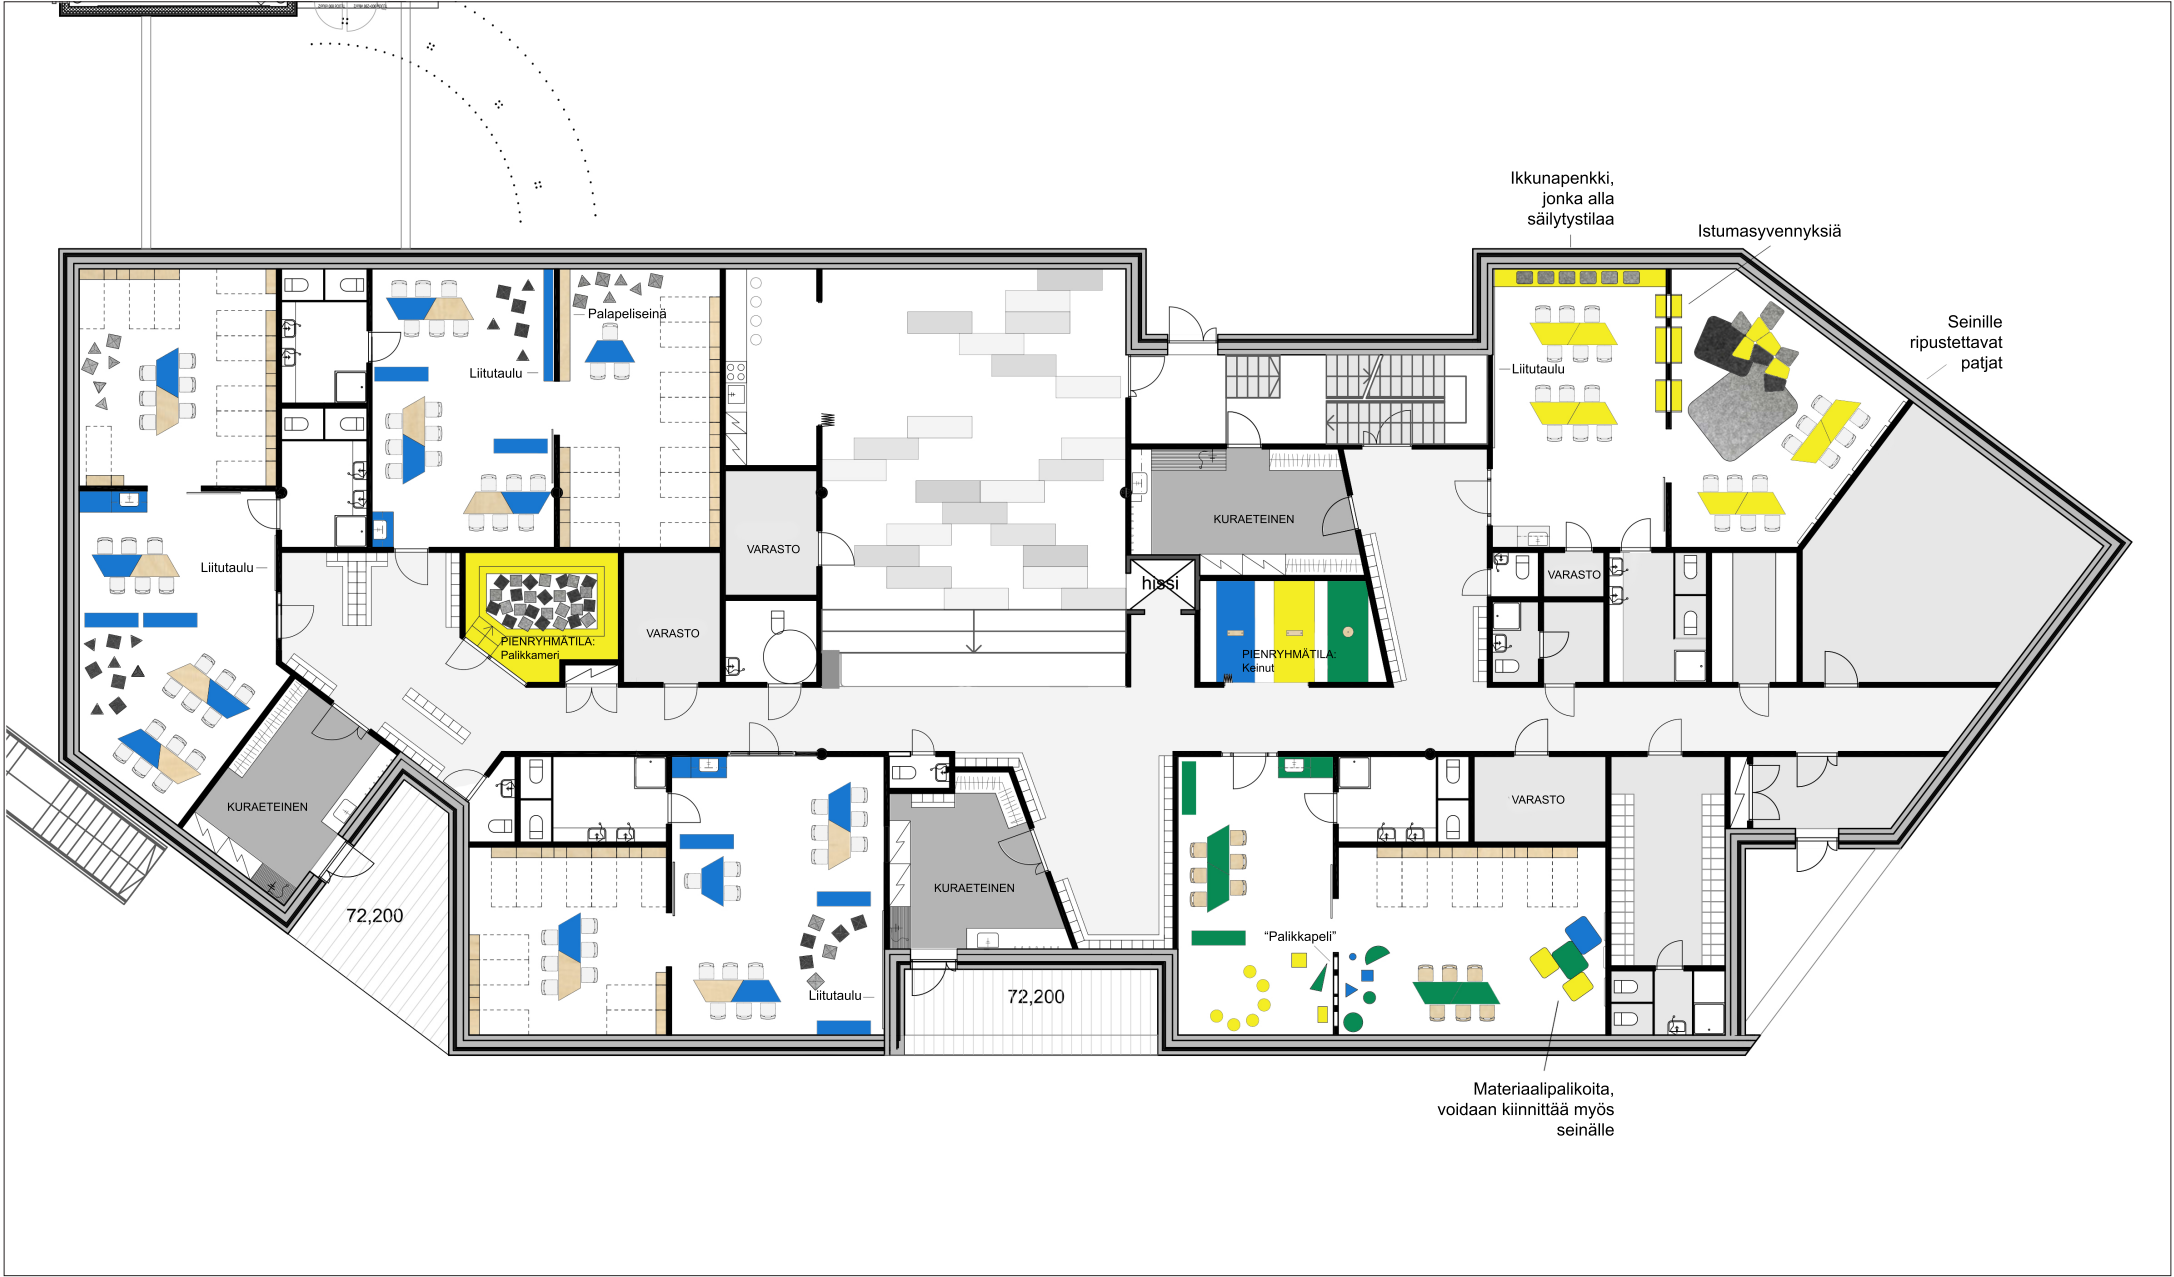 Ikkunapenkki,
jonka alla
säilytystilaa
Istumasyvennyksiä
Seinille
ripustettavat
patjat
Palapeliseinä
Liitutaulu
Liitutaulu
KURAETEINEN
VARASTO
Liitutaulu
hissi
VARASTO
VARASTO
PIENRYHMÄTILA:
Palikkameri
PIENRYHMÄTILA:
Keinut
KURAETEINEN
VARASTO
KURAETEINEN
72,200
"Palikkapeli"
Liitutaulu
72,200
Materiaalipalikoita,
voidaan kiinnittää myös
seinälle